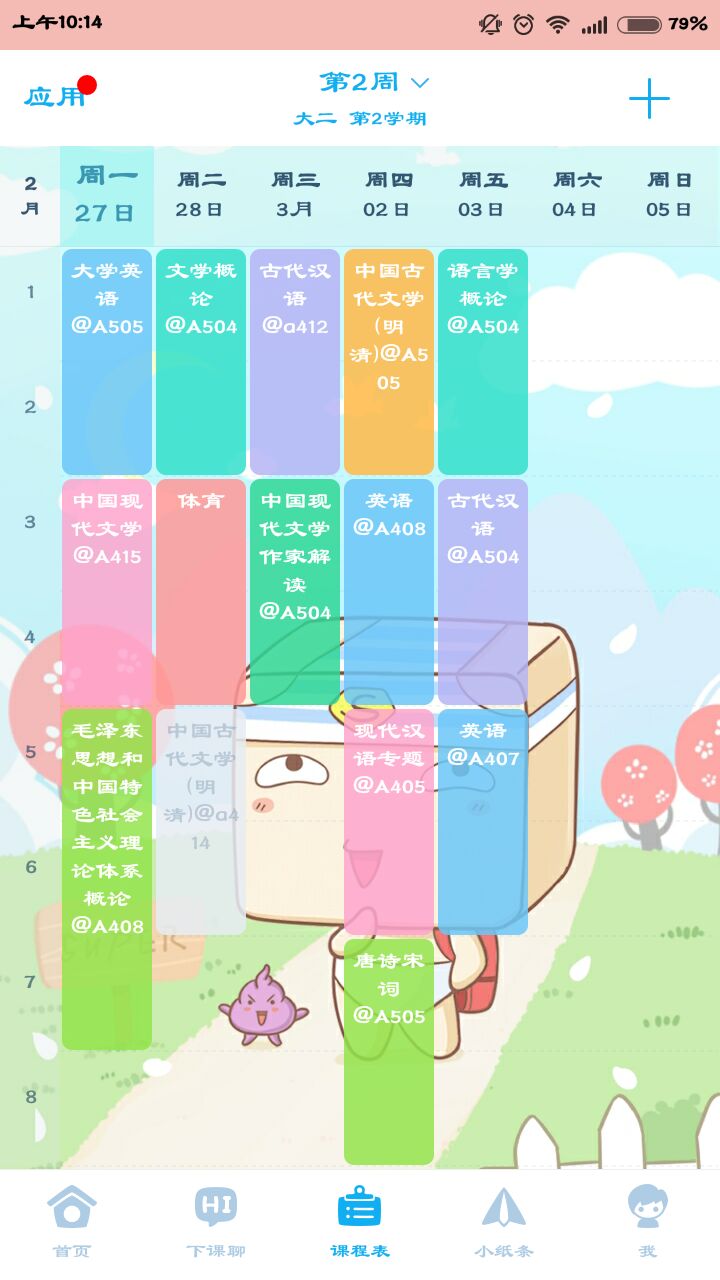 上午10:14
79%
应用
第2周
大二 第2学期
2
月
周一
27日
周二
28日
周三
3月
周四
02日
周五
03日
周六
04日
周日
05日
1
2
3
4
5
6
7
8
大学英
语
@A505
文学概
论
@A504
古代汉
语
@a412
中国古
代文学
(明
清)@A5
05
语言学
概论
@A504
中国现
代文学
@A415
体育
中国现
代文学
作家解
读
@A504
英语
@A408
古代汉
语
@A504
毛泽东
思想和
中国特
色社会
主义理
论体系
概论
@A408
中国古
代文学
(明
清)@a4
14
现代汉
语专题
@A405
英语
@A407
唐诗宋
词
@A505
SUPER
S
首页
HI
下课聊
课程表
小纸条
我